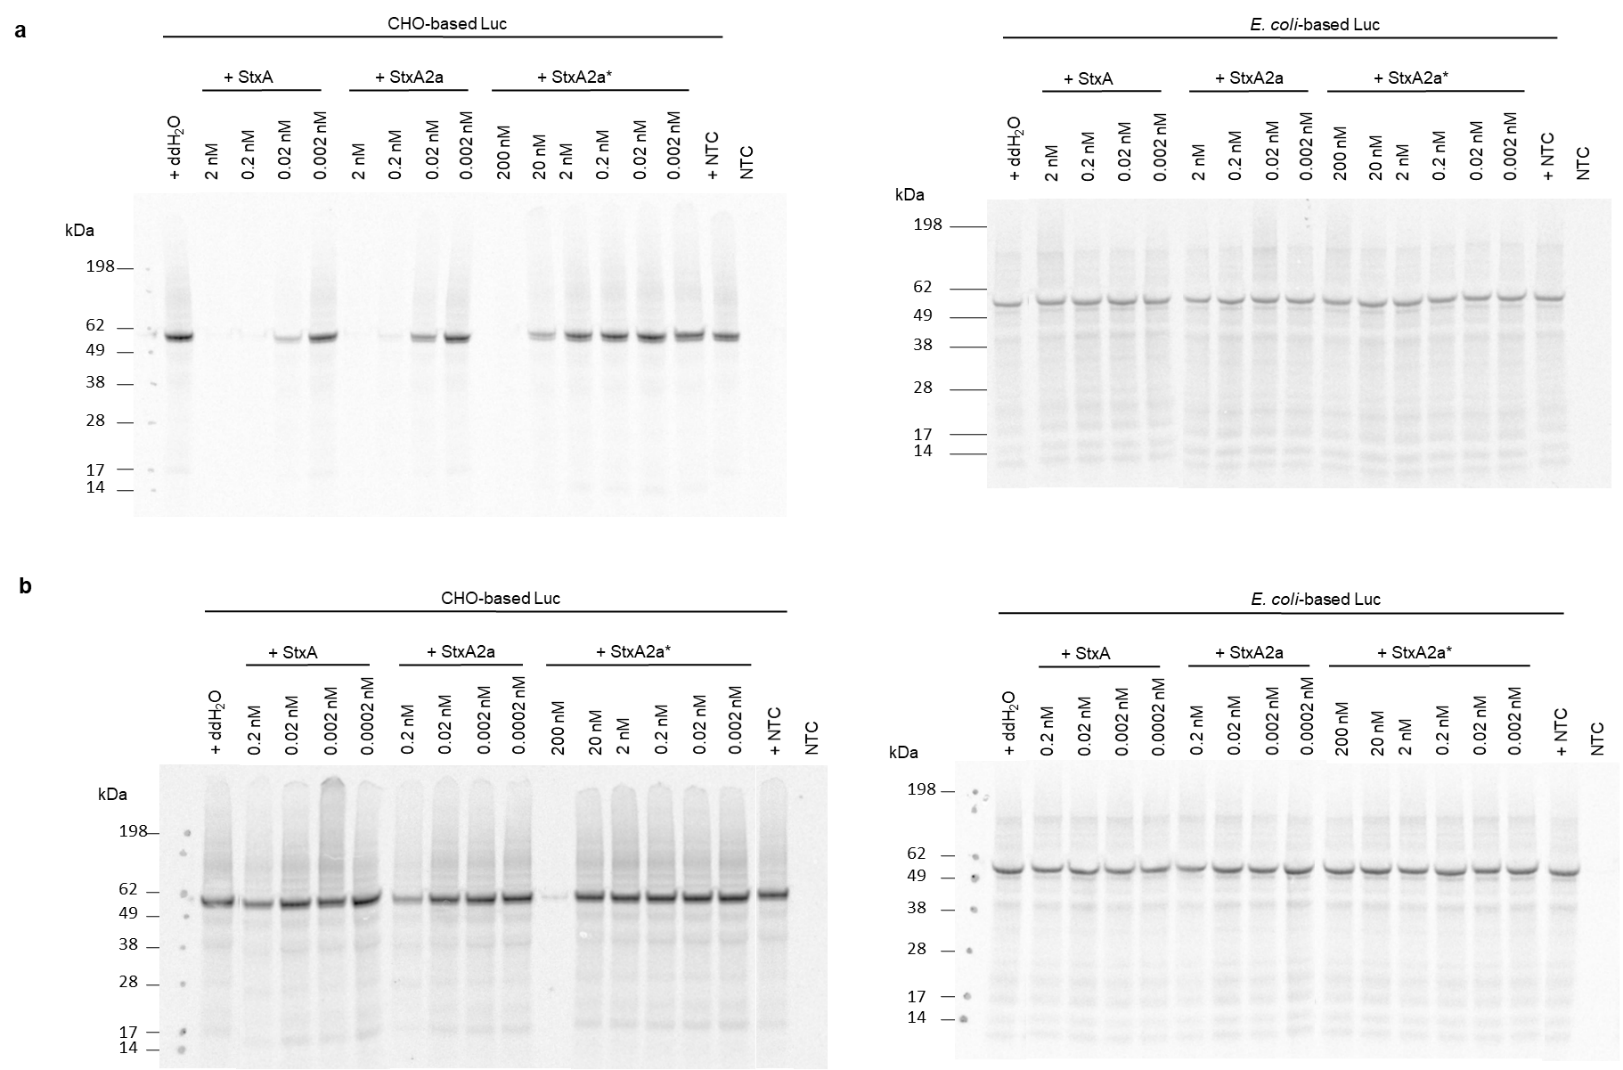 a
CHO-based Luc
+ StxA
+ StxA2a
+ StxA2a*
+ ddH₂O
2 nM
0.2 nM
0.02 nM
0.002 nM
2 nM
0.2 nM
0.02 nM
0.002 nM
200 nM
20 nM
2 nM
0.2 nM
0.02 nM
0.002 nM
+ NTC
NTC
kDa
198
62
49
38
28
17
14
E. coli-based Luc
+ StxA
+ StxA2a
+ StxA2a*
+ ddH₂O
2 nM
0.2 nM
0.02 nM
0.002 nM
2 nM
0.2 nM
0.02 nM
0.002 nM
200 nM
20 nM
2 nM
0.2 nM
0.02 nM
0.002 nM
+ NTC
NTC
kDa
198
62
49
38
28
17
14
b
CHO-based Luc
+ StxA
+ StxA2a
+ StxA2a*
+ ddH₂O
0.2 nM
0.02 nM
0.002 nM
0.0002 nM
0.2 nM
0.02 nM
0.002 nM
0.0002 nM
200 nM
20 nM
2 nM
0.2 nM
0.02 nM
0.002 nM
+ NTC
NTC
kDa
198
62
49
38
28
17
14
E. coli-based Luc
+ StxA
+ StxA2a
+ StxA2a*
+ ddH₂O
0.2 nM
0.02 nM
0.002 nM
0.0002 nM
0.2 nM
0.02 nM
0.002 nM
0.0002 nM
200 nM
20 nM
2 nM
0.2 nM
0.02 nM
0.002 nM
+ NTC
NTC
kDa
198
62
49
38
28
17
14